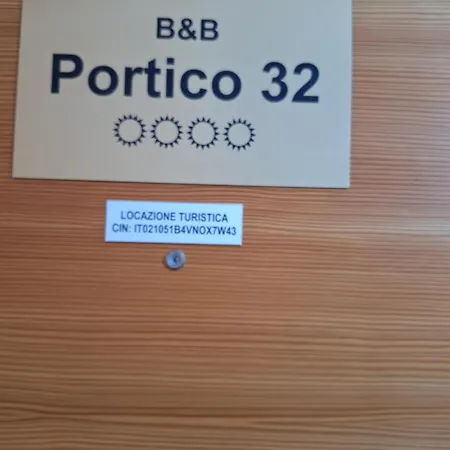 B&B
Portico 32
LOCAZIONE TURISTICA
CIN: IT021051B4VNOX7W43